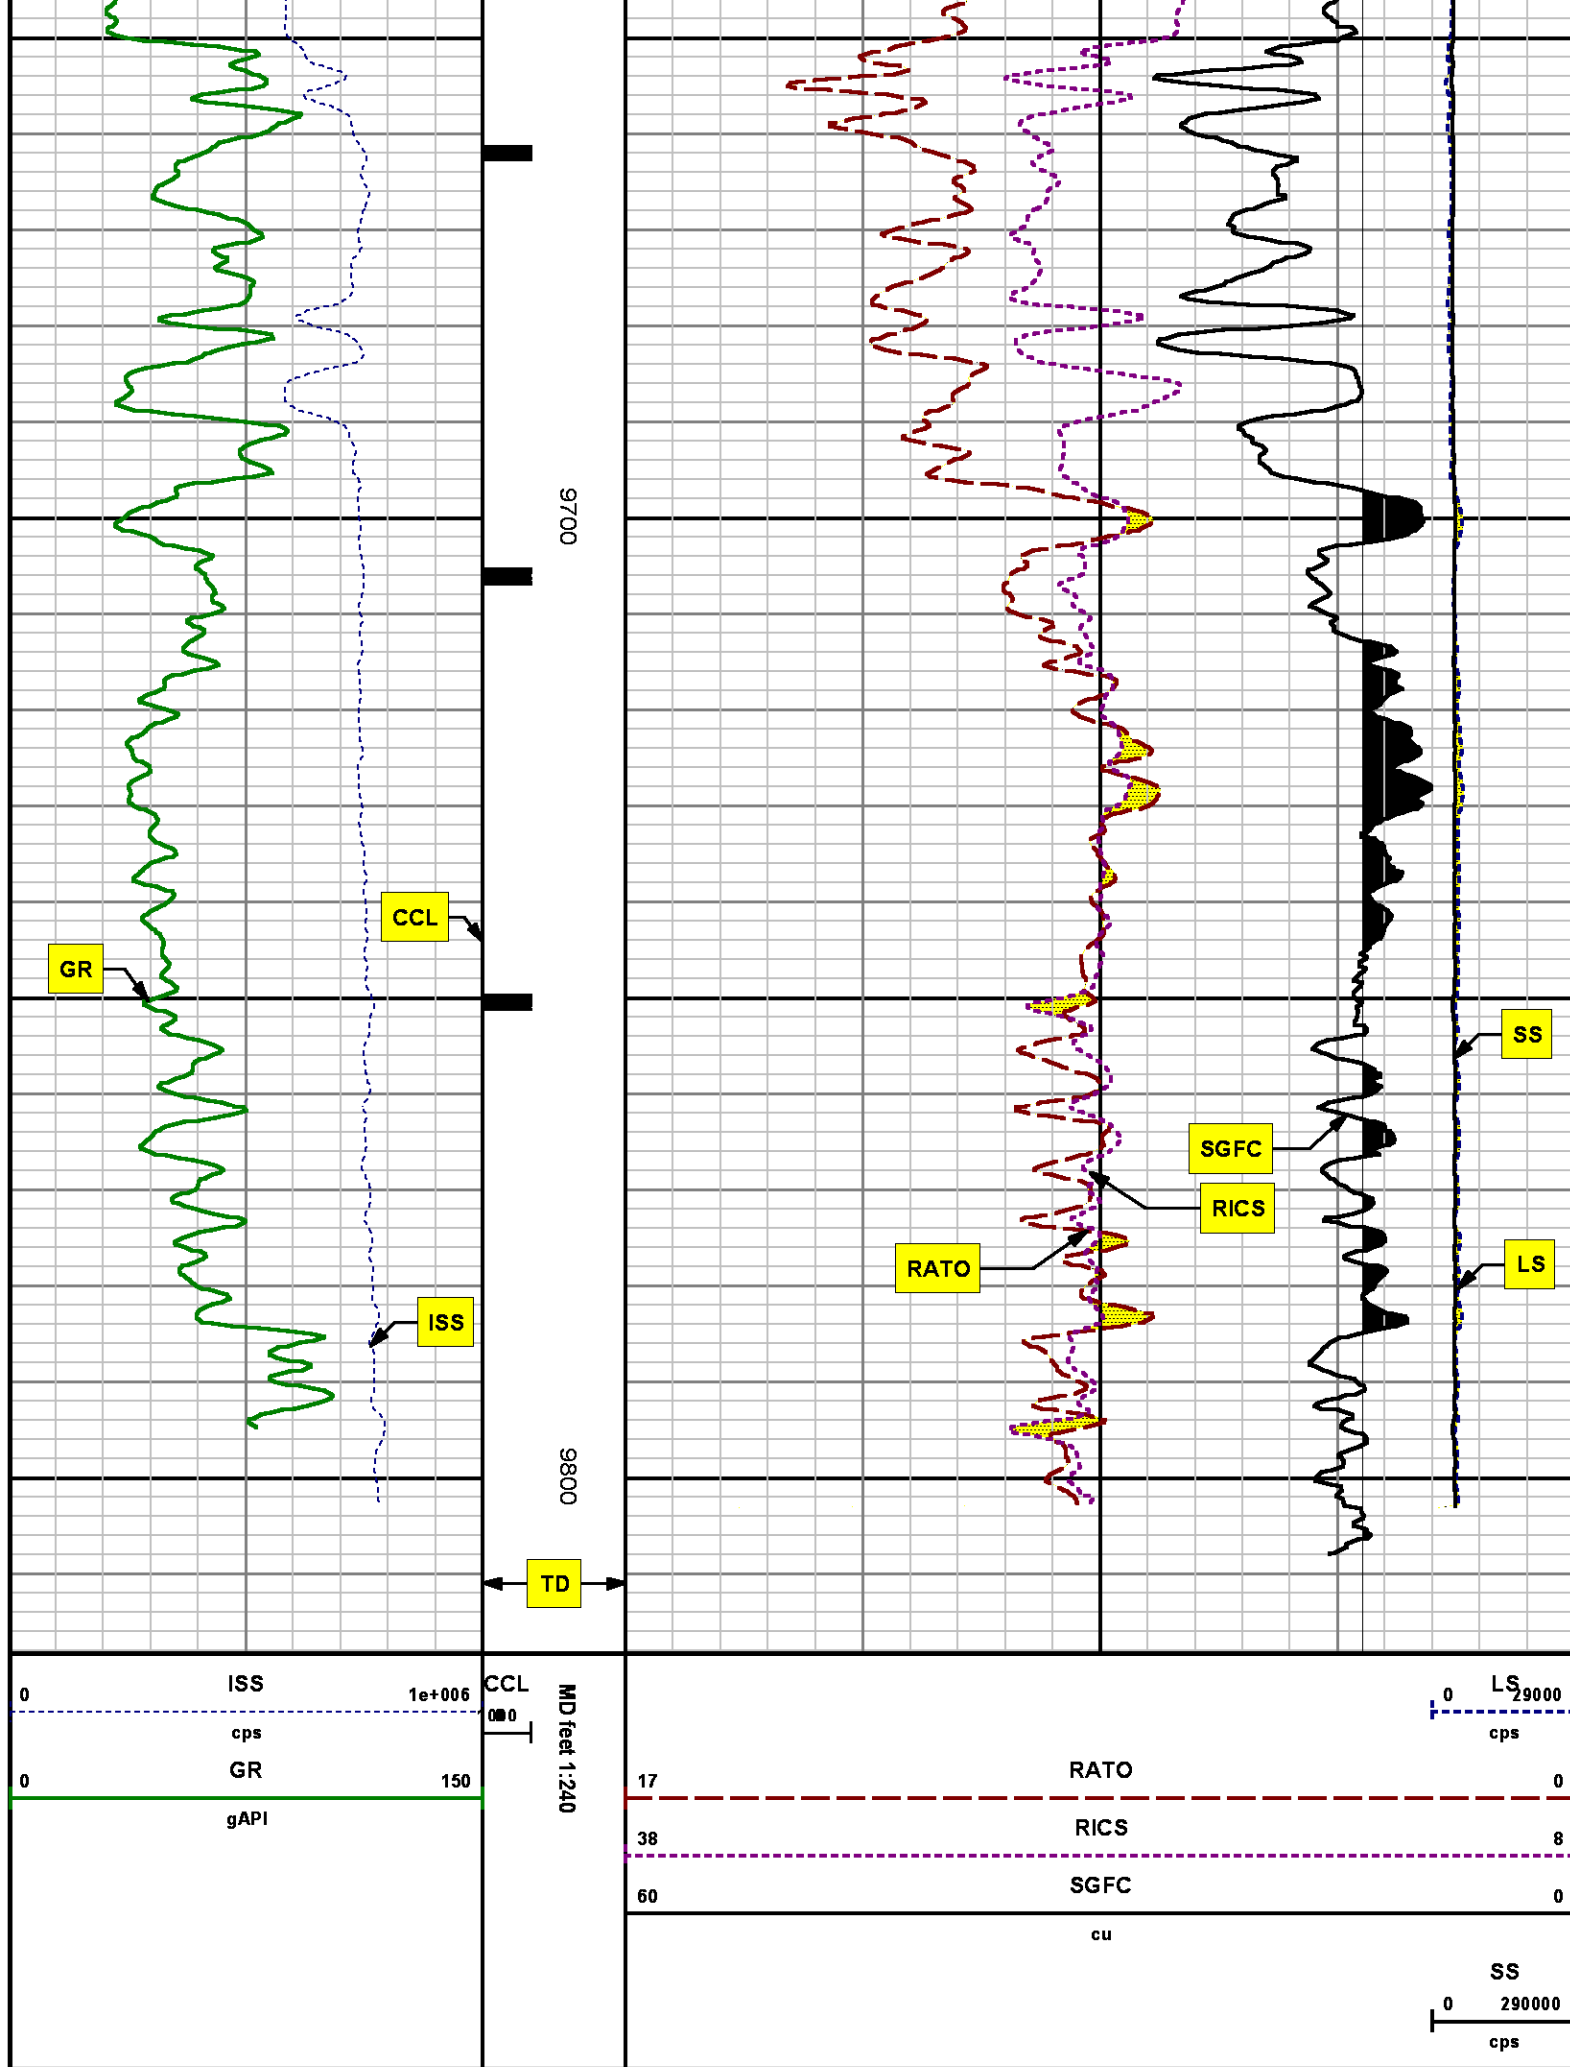 9700
CCL
GR
SS
SGFC
RICS
RATO
LS
ISS
9800
TD
ISS
0 1e+006
cps
GR
0 150
gAPI
CCL
MD feet 1:240
LS
0 29000
cps
RATO
17 0
RICS
38 8
SGFC
60 0
cu
SS
0 290000
cps